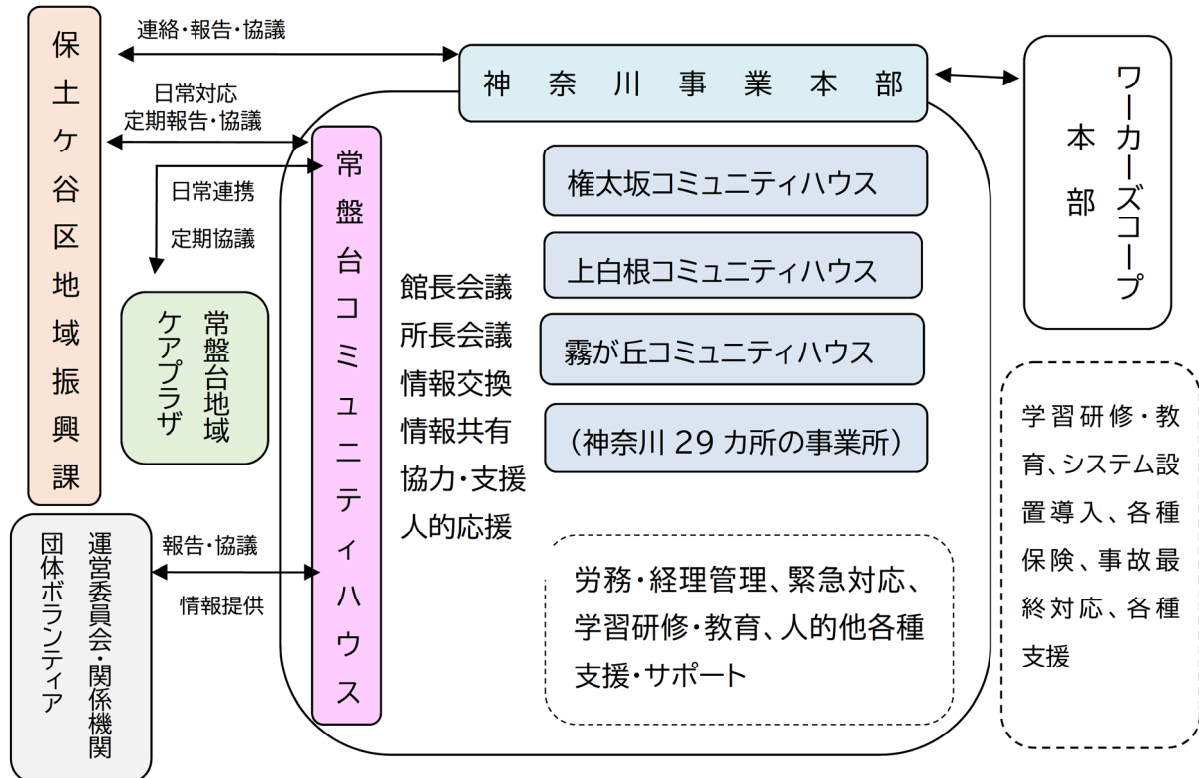 保土ケ谷区地域振興課
連絡・報告・協議
神奈川事業本部
ワーカーズコープ
本部
日常対応
定期報告・協議
常盤台コミュニティハウス
日常連携
定期協議
常盤台地域
ケアプラザ
運営委員会・関係機関
団体ボランティア
報告・協議
情報提供
館長会議
所長会議
情報交換
情報共有
協力・支援
人的応援
権太坂コミュニティハウス
上白根コミュニティハウス
霧が丘コミュニティハウス
（神奈川 29 カ所の事業所）
労務・経理管理、緊急対応、
学習研修・教育、人的他各種
支援・サポート
学習研修・教
育、システム設
置導入、各種
保険、事故最
終対応、各種
支援